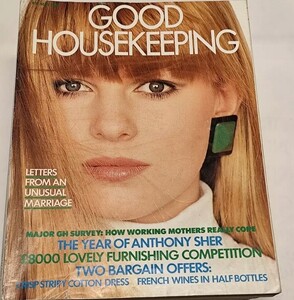 GOOD
HOUSEKEEPING
LETTERS
FROM AN
UNUSUAL
MARRIAGE
MAJOR GH SURVEY: HOW WORKING MOTHERS REALLY COPE
THE YEAR OF ANTHONY SHER
£8000 LOVELY FURNISHING COMPETITION
TWO BARGAIN OFFERS:
CRISP STRIPY COTTON DRESS FRENCH WINES IN HALF BOTTLES